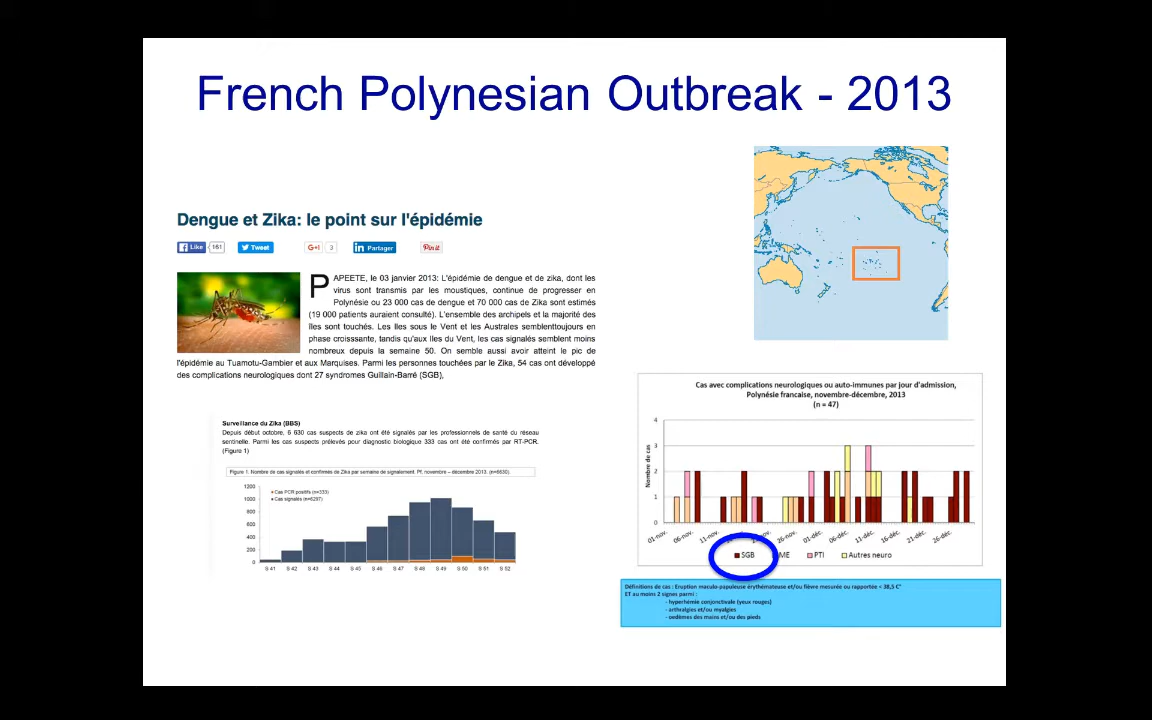 French Polynesian Outbreak - 2013
Dengue et Zika: le point sur l'épidémie
Like 161 Tweet G+1 3 in Partager Pin it
PAPEETE, le 03 janvier 2013: L'épidémie de dengue et de zika, dont les
virus sont transmis par les moustiques, continue de progresser en
Polynésie ou 23 000 cas de dengue et 70 000 cas de Zika sont estimés
(19 000 patients auraient consulté). L'ensemble des archipels et la majorité des
îles sont touchés. Les Iles sous le Vent et les Australes semblenttoujours en
phase croisssante, tandis qu'aux Iles du Vent, les cas signalés semblent moins
nombreux depuis la semaine 50. On semble aussi avoir atteint le pic de
l'épidémie au Tuamotu-Gambier et aux Marquises. Parmi les personnes touchées par le Zika, 54 cas ont développé
des complications neurologiques dont 27 syndromes Guillain-Barré (SGB),
Surveillance du Zika (BBS)
Depuis début octobre, 6 630 cas suspects de zika ont été signalés par les professionnels de santé du réseau
sentinelle. Parmi les cas suspects prélevés pour diagnostic biologique 333 cas ont été confirmés par RT-PCR.
(Figure 1)
Figure 1. Nombre de cas signalés et confirmés de Zika par semaine de signalement. Pf, novembre – décembre 2013. (n=6630).
1200
1000
800
600
400
200
0
Cas PCR positifs (n=333)
Cas signalés (n=6297)
S 41 S 42 S 43 S 44 S 45 S 46 S 47 S 48 S 49 S 50 S 51 S 52
Cas avec complications neurologiques ou auto-immunes par jour d'admission,
Polynésie francaise, novembre-décembre, 2013
(n = 47)
Nombre de cas
4
3
2
1
0
01-nov. 06-nov. 11-nov. 26-nov. 01-déc. 06-déc. 11-déc. 16-déc. 21-déc. 26-déc.
SGB ME PTI Autres neuro
Définitions de cas : Eruption maculo-papuleuse érythémateuse et/ou fièvre mesurée ou rapportée < 38,5 C°
ET au moins 2 signes parmi :
- hyperhémie conjonctivale (yeux rouges)
- arthralgies et/ou myalgies
- oedèmes des mains et/ou des pieds